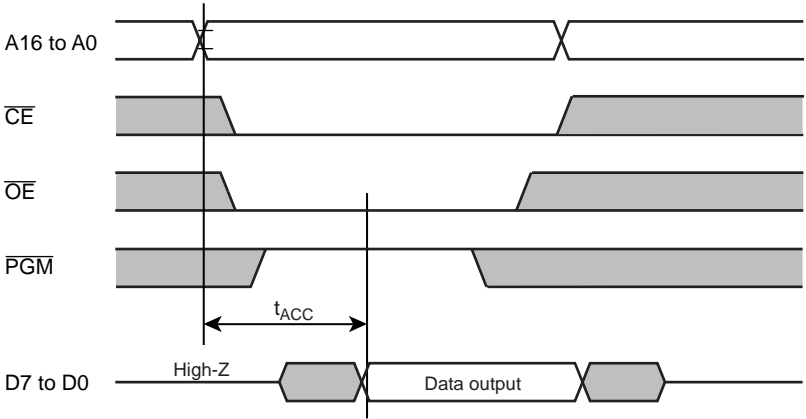 A16 to A0
CE
OE
PGM
tACC
D7 to D0
High-Z
Data output